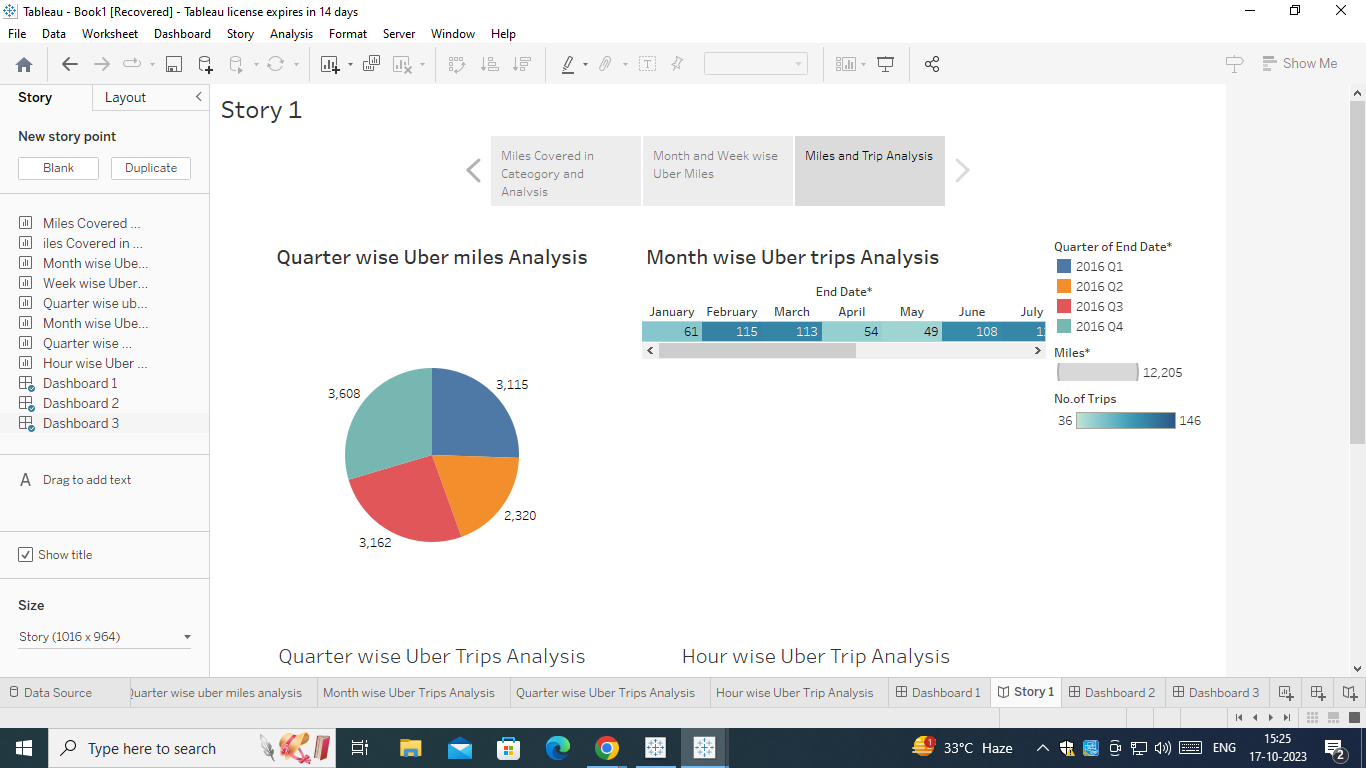 Tableau - Book1 [Recovered] - Tableau license expires in 14 days
File Data Worksheet Dashboard Story Analysis Format Server Window Help
Show Me
Story Layout
New story point
Blank Duplicate
Miles Covered ...
iles Covered in ...
Month wise Ube...
Week wise Uber...
Quarter wise ub...
Month wise Ube...
Quarter wise ...
Hour wise Uber ...
Dashboard 1
Dashboard 2
Dashboard 3
A Drag to add text
Show title
Size
Story (1016 x 964)
Story 1
Miles Covered in
Cateogory and
Analysis
Month and Week wise
Uber Miles
Miles and Trip Analysis
Quarter wise Uber miles Analysis
3,608
3,115
2,320
3,162
Month wise Uber trips Analysis
End Date*
January February March April May June July
61 115 113 54 49 108
Quarter of End Date*
2016 Q1
2016 Q2
2016 Q3
2016 Q4
Miles*
12,205
No.of Trips
36 146
Quarter wise Uber Trips Analysis
Hour wise Uber Trip Analysis
Data Source Quarter wise uber miles analysis Month wise Uber Trips Analysis Quarter wise Uber Trips Analysis Hour wise Uber Trip Analysis Dashboard 1 Story 1 Dashboard 2 Dashboard 3
Type here to search
1
33°C Haze
ENG
15:25
17-10-2023
2